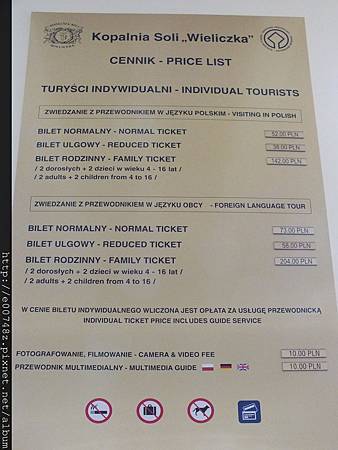 Kopalnia Soli „Wieliczka”
CENNIK - PRICE LIST
TURYŚCI INDYWIDUALNI - INDIVIDUAL TOURISTS
ZWIEDZANIE Z PRZEWODNIKIEM W JĘZYKU POLSKIM - VISITING IN POLISH
BILET NORMALNY - NORMAL TICKET 52.00 PLN
BILET ULGOWY - REDUCED TICKET 38.00 PLN
BILET RODZINNY - FAMILY TICKET 142.00 PLN
/ 2 dorosłych + 2 dzieci w wieku 4 - 16 lat /
/ 2 adults + 2 children from 4 to 16 /
ZWIEDZANIE Z PRZEWODNIKIEM W JĘZYKU OBCY - FOREIGN LANGUAGE TOUR
BILET NORMALNY - NORMAL TICKET 73.00 PLN
BILET ULGOWY - REDUCED TICKET 58.00 PLN
BILET RODZINNY - FAMILY TICKET 204.00 PLN
/ 2 dorosłych + 2 dzieci w wieku 4 - 16 lat /
/ 2 adults + 2 children from 4 to 16 /
W CENIE BILETU INDYWIDUALNEGO WLICZONA JEST OPŁATA ZA USŁUGĘ PRZEWODNICKĄ
INDIVIDUAL TICKET PRICE INCLUDES GUIDE SERVICE
FOTOGRAFOWANIE, FILMOWANIE - CAMERA & VIDEO FEE 10.00 PLN
PRZEWODNIK MULTIMEDIALNY - MULTIMEDIA GUIDE 10.00 PLN
http://e00748z.pixnet.net/album